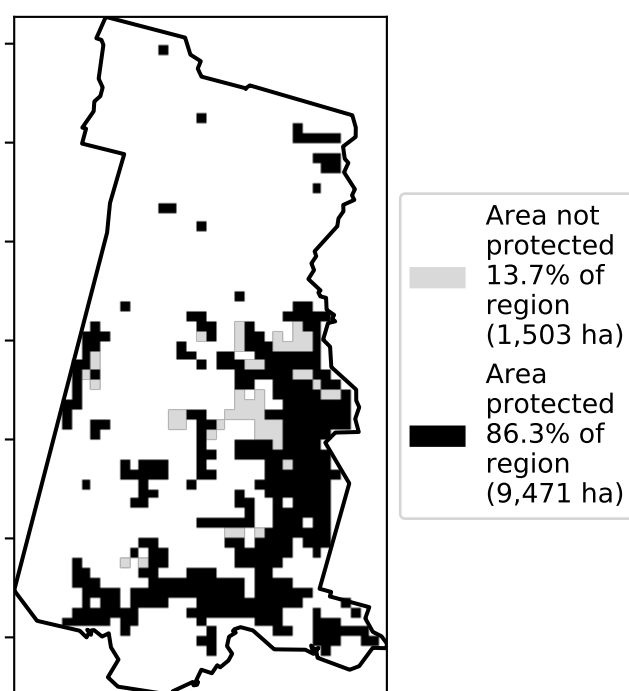 Area not
protected
13.7% of
region
(1,503 ha)
Area
protected
86.3% of
region
(9,471 ha)